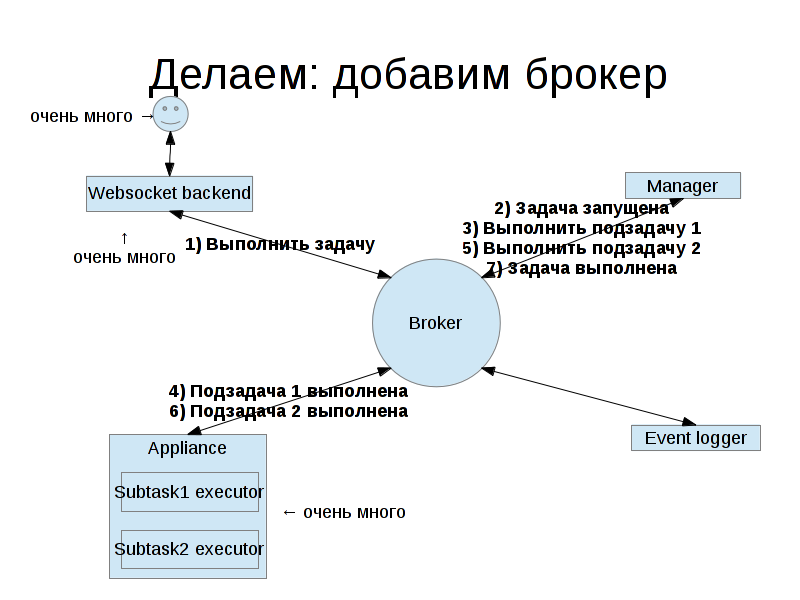 Делаем: добавим брокер
очень много →
Websocket backend
↑
очень много
1) Выполнить задачу
Manager
2) Задача запущена
3) Выполнить подзадачу 1
5) Выполнить подзадачу 2
7) Задача выполнена
Broker
4) Подзадача 1 выполнена
6) Подзадача 2 выполнена
Event logger
Appliance
Subtask1 executor
← очень много
Subtask2 executor